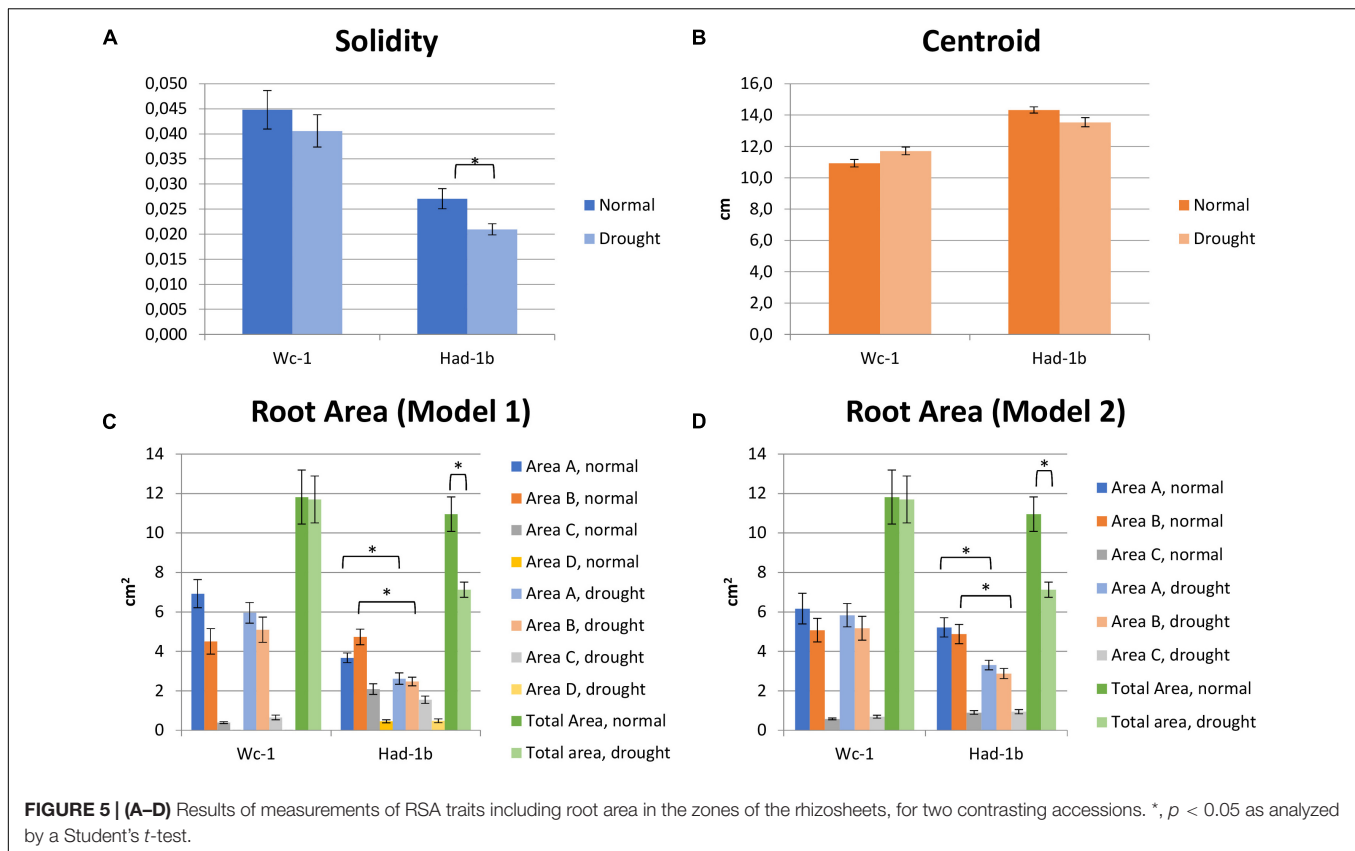 A
Solidity
0,050
0,045
0,040
0,035
0,030
0,025
0,020
0,015
0,010
0,005
0,000
*
Wc-1
Had-1b
Normal
Drought
B
Centroid
16,0
14,0
12,0
10,0
8,0
6,0
4,0
2,0
0,0
cm
Wc-1
Had-1b
Normal
Drought
C
Root Area (Model 1)
14
12
10
8
6
4
2
0
cm²
*
*
*
Wc-1
Had-1b
Area A, normal
Area B, normal
Area C, normal
Area D, normal
Area A, drought
Area B, drought
Area C, drought
Area D, drought
Total Area, normal
Total area, drought
D
Root Area (Model 2)
14
12
10
8
6
4
2
0
cm²
*
*
*
Wc-1
Had-1b
Area A, normal
Area B, normal
Area C, normal
Area A, drought
Area B, drought
Area C, drought
Total Area, normal
Total area, drought
FIGURE 5 | (A–D) Results of measurements of RSA traits including root area in the zones of the rhizosheets, for two contrasting accessions. *, p < 0.05 as analyzed
by a Student's t-test.